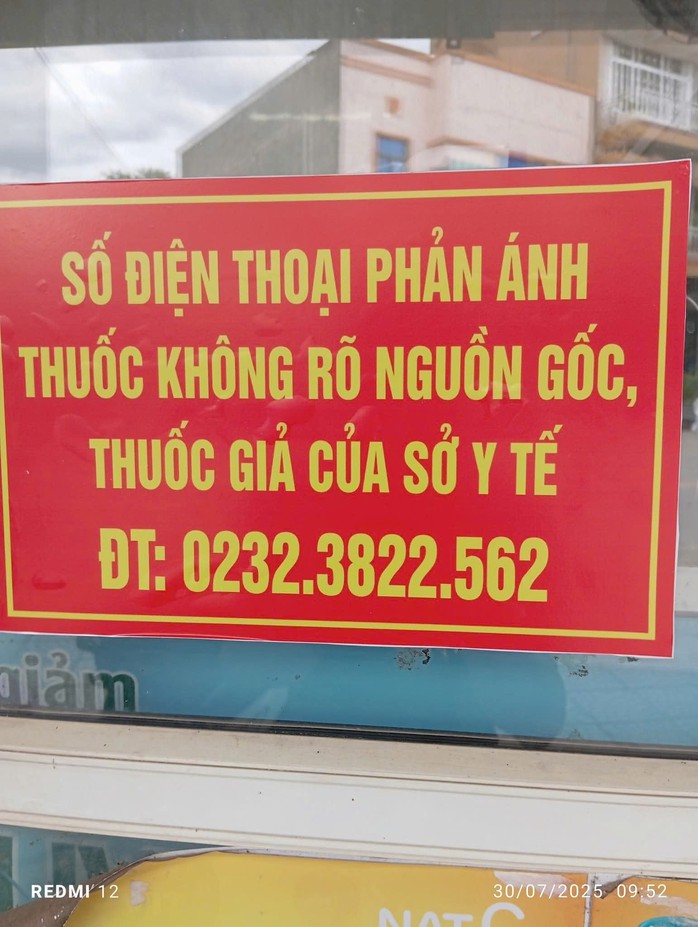 SỐ ĐIỆN THOẠI PHẢN ÁNH
THUỐC KHÔNG RÕ NGUỒN GỐC,
THUỐC GIẢ CỦA SỞ Y TẾ
ĐT: 0232.3822.562
giảm
NAT C
REDMI 12
30/07/2025 09:52